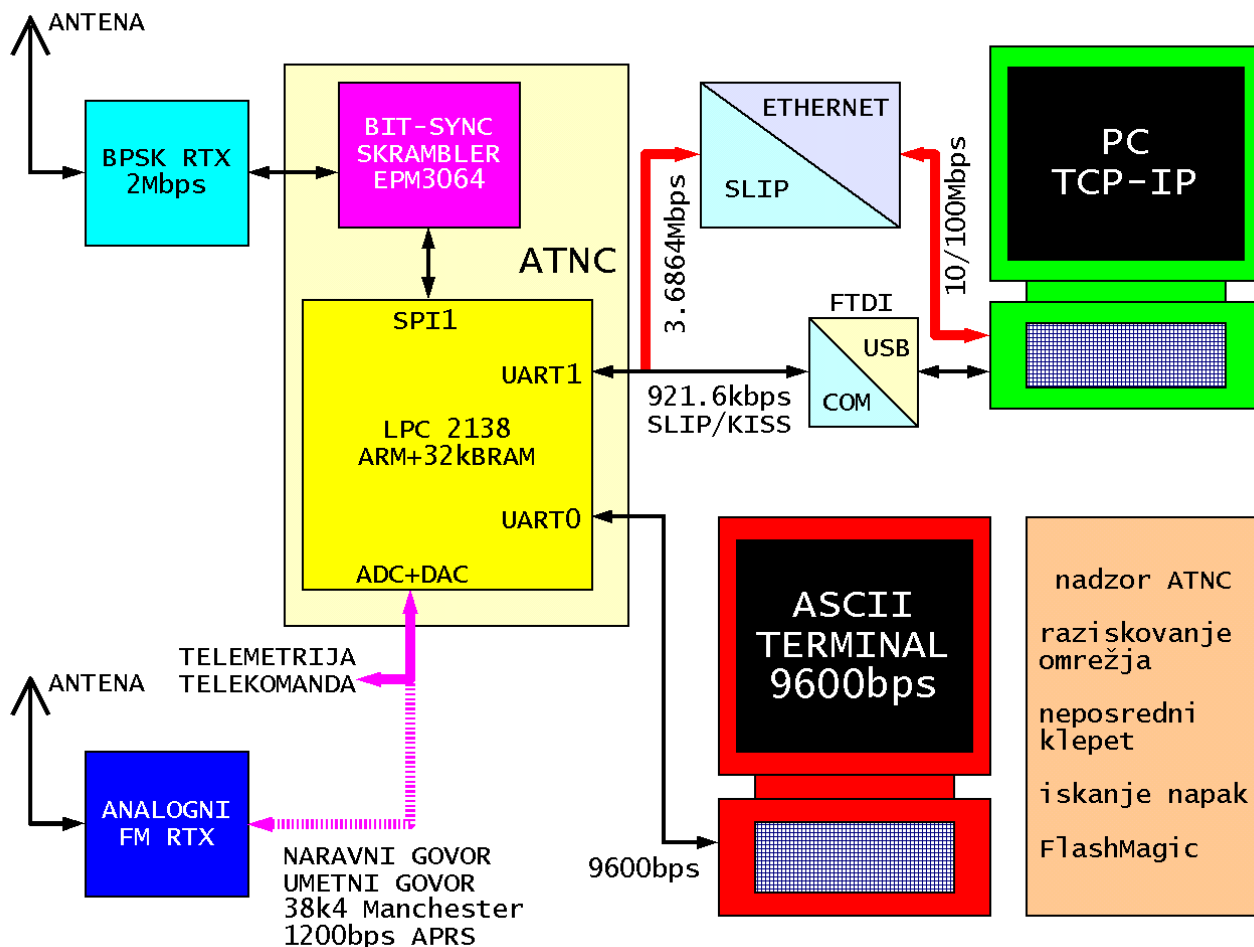 ANTENA
BPSK RTX
2Mbps
BIT-SYNC
SKRAMBLER
EPM3064
ATNC
SPI1
UART1
LPC 2138
ARM+32kBRAM
UART0
ADC+DAC
ETHERNET
SLIP
3.6864Mbps
10/100Mbps
PC
TCP-IP
FTDI
USB
COM
921.6kbps
SLIP/KISS
TELEMETRIJA
TELEKOMANDA
ANTENA
ANALOGNI
FM RTX
NARAVNI GOVOR
UMETNI GOVOR
38k4 Manchester
1200bps APRS
9600bps
ASCII
TERMINAL
9600bps
nadzor ATNC
raziskovanje
omrežja
neposredni
klepet
iskanje napak
FlashMagic